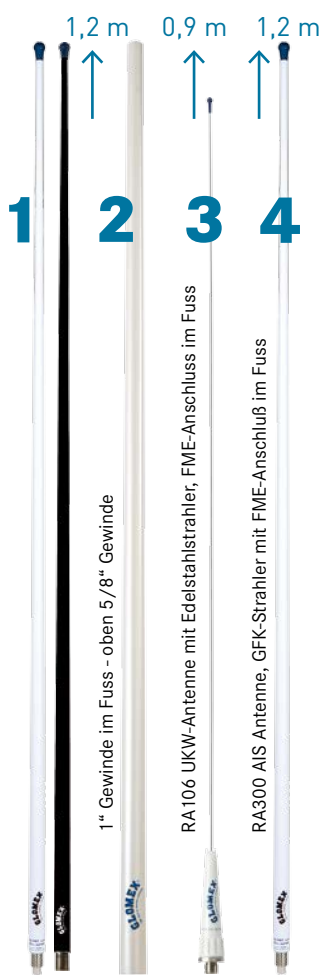 1,2 m
0,9 m
1,2 m
1
2
3
4
1“ Gewinde im Fuss - oben 5/8“ Gewinde
RA106 UKW-Antenne mit Edelstahlstrahler, FME-Anschluss im Fuss
RA300 AIS Antenne, GFK-Strahler mit FME-Anschluß im Fuss
GLOMEX
GLOMEX
GLOMEX
GLOMEX
GLOMEX